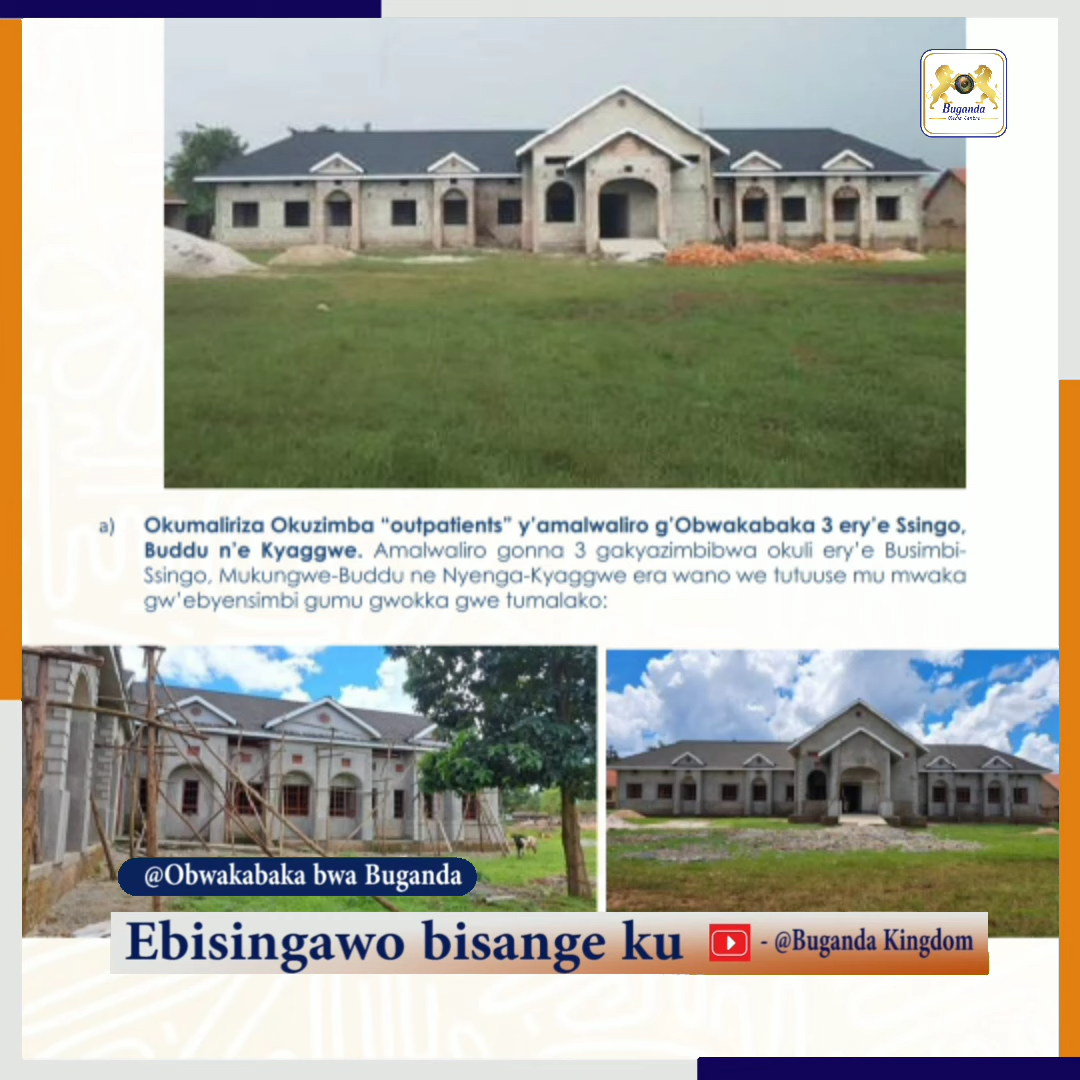 Buganda
Media Centre
a) Okumaliriza Okuzimba “outpatients” y’amalwaliro g’Obwakabaka 3 ery’e Ssingo,
Buddu n’e Kyaggwe. Amalwaliro gonna 3 gakyazimbibwa okuli ery’e Busimbi-
Ssingo, Mukungwe-Buddu ne Nyenga-Kyaggwe era wano we tutuuse mu mwaka
gw’ebyensimbi gumu gwokka gwe tumalako:
@Obwakabaka bwa Buganda
Ebisingawo bisange ku - @Buganda Kingdom